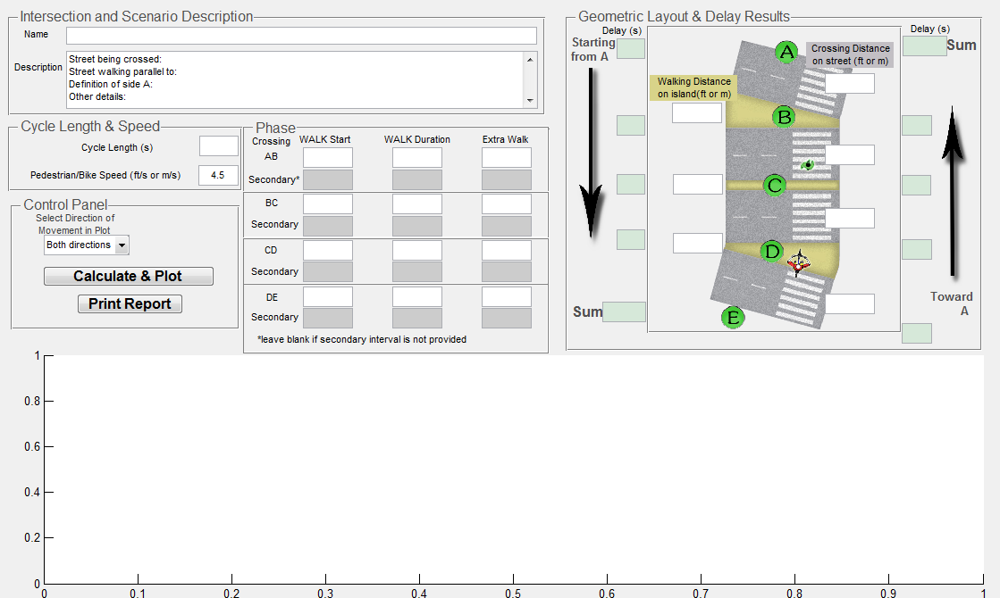 Intersection and Scenario Description
Name
Description
Street being crossed:
Street walking parallel to:
Definition of side A:
Other details:
Cycle Length & Speed
Cycle Length (s)
Pedestrian/Bike Speed (ft/s or m/s)
4.5
Control Panel
Select Direction of
Movement in Plot
Both directions
Calculate & Plot
Print Report
Phase
Crossing WALK Start WALK Duration Extra Walk
AB
Secondary*
BC
Secondary
CD
Secondary
DE
Secondary
*leave blank if secondary interval is not provided
Geometric Layout & Delay Results
Delay (s)
Starting
from A
Sum
Walking Distance
on island(ft or m)
Crossing Distance
on street (ft or m)
A
B
C
D
E
Delay (s)
Sum
Toward
A
1
0.8
0.6
0.4
0.2
0
0 0.1 0.2 0.3 0.4 0.5 0.6 0.7 0.8 0.9 1